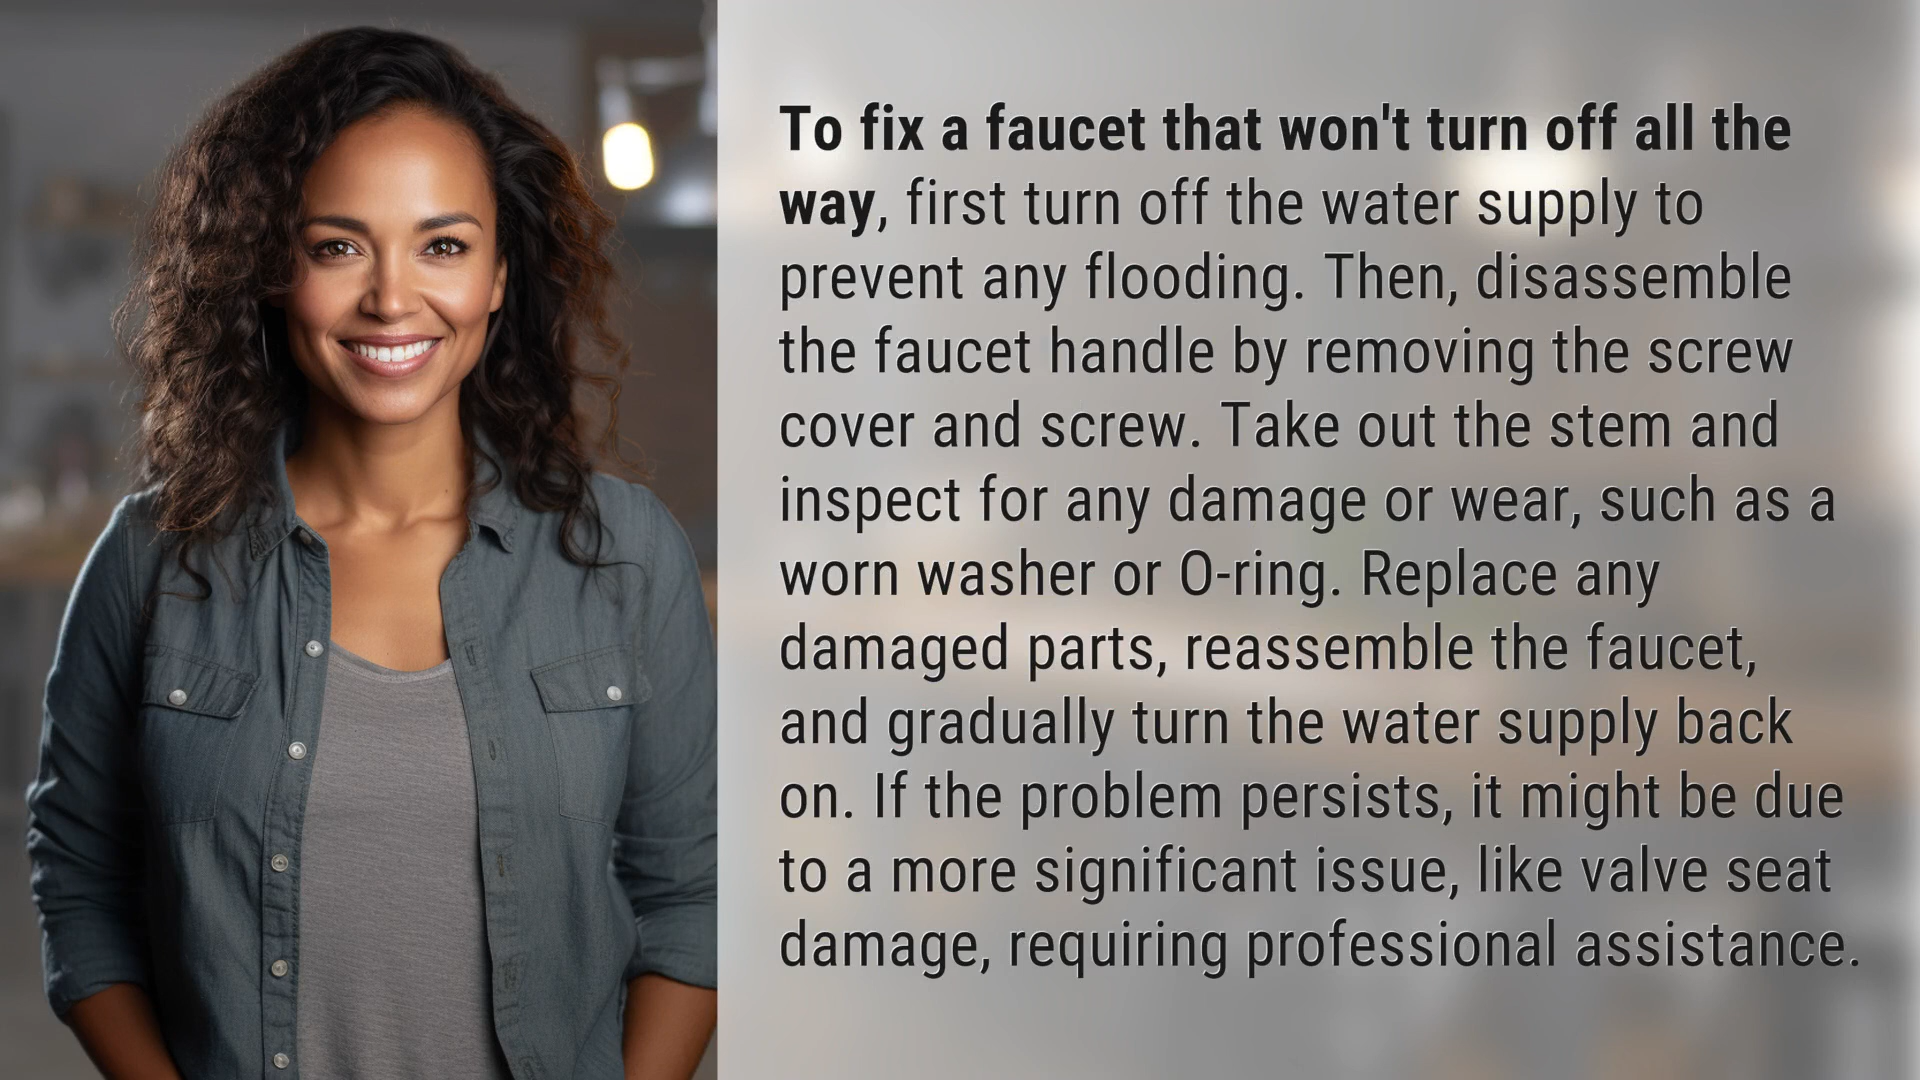 To fix a faucet that won't turn off all the
way, first turn off the water supply to
prevent any flooding. Then, disassemble
the faucet handle by removing the screw
cover and screw. Take out the stem and
inspect for any damage or wear, such as a
worn washer or O-ring. Replace any
damaged parts, reassemble the faucet,
and gradually turn the water supply back
on. If the problem persists, it might be due
to a more significant issue, like valve seat
damage, requiring professional assistance.